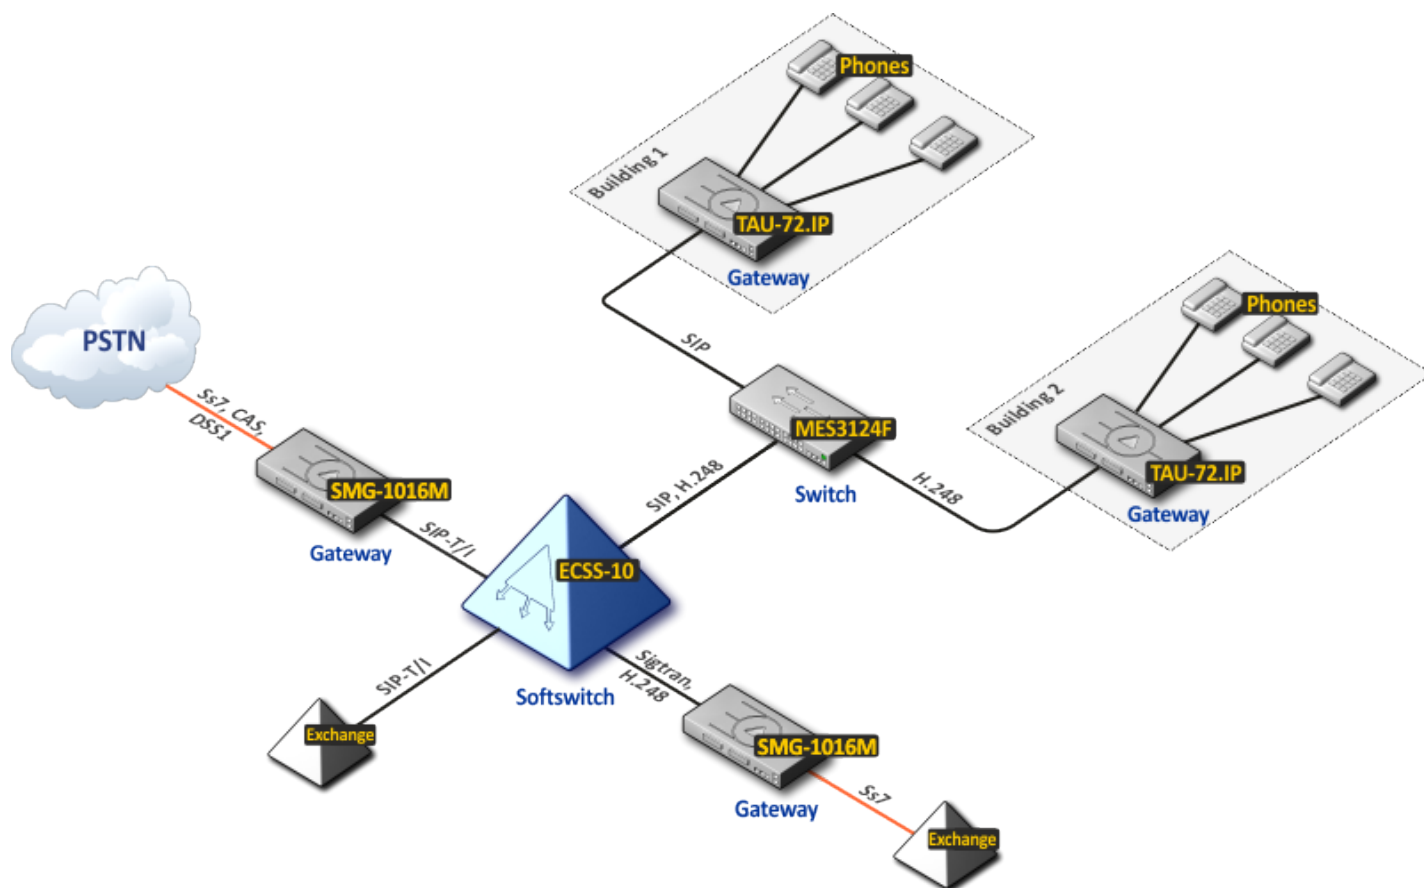 Phones
Building 1
TAU-72.IP
Gateway
Phones
Building 2
TAU-72.IP
Gateway
PSTN
Ss7, CAS,
DSS1
SIP
MES3124F
Switch
H.248
SIP, H.248
SMG-1016M
Gateway
SIP-T/I
ECSS-10
Softswitch
SIP-T/I
Exchange
Sigtran,
H.248
SMG-1016M
Gateway
Ss7
Exchange